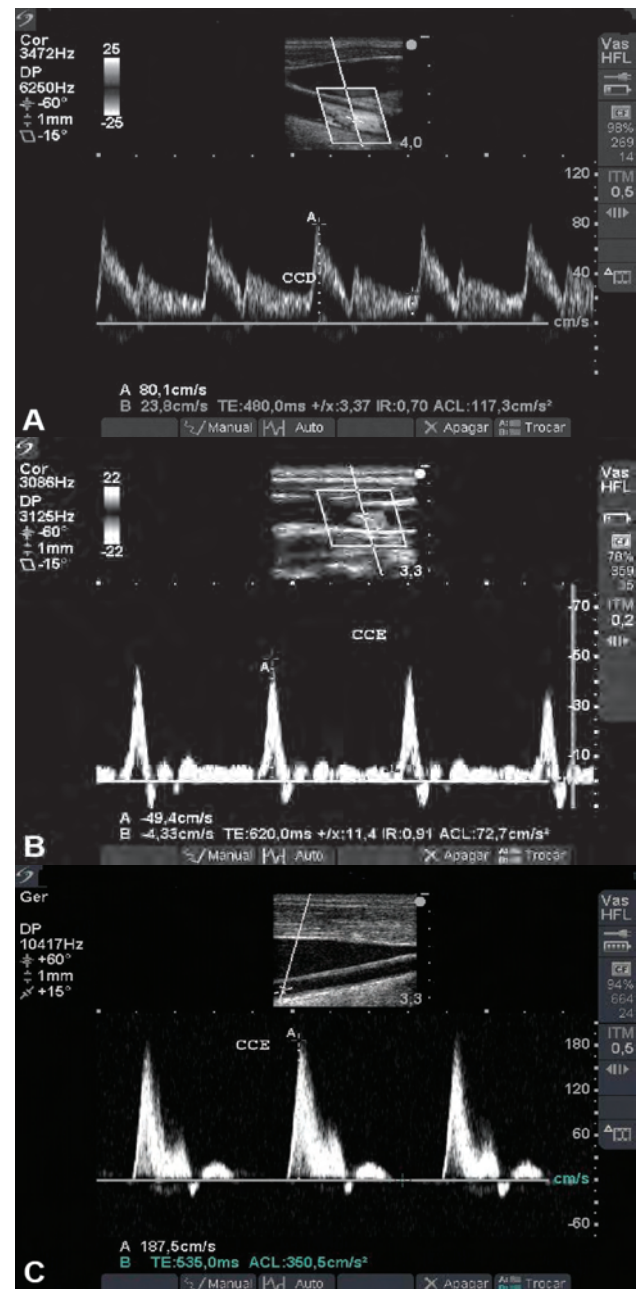 Cor
3472Hz
DP
6250Hz
-60°
1mm
-15°
25
-25
4,0
Vas
HFL
CF
98%
269
14
ITM
0,5
120
80
40
cm/s
A
CCD
A 80,1cm/s
B 23,8cm/s TE:480,0ms +/x:3,37 IR:0,70 ACL:117,3cm/s²
Manual Auto Apagar Trocar
A
Cor
3086Hz
DP
3125Hz
-60°
1mm
-15°
22
-22
3,3
Vas
HFL
CF
78%
359
35
ITM
0,2
-70
-50
-30
-10
CCE
A
A -49,4cm/s
B -4,33cm/s TE:620,0ms +/x:11,4 IR:0,91 ACL:72,7cm/s²
Manual Auto Apagar Trocar
B
Ger
DP
10417Hz
+60°
1mm
+15°
3,3
Vas
HFL
CF
94%
664
24
ITM
0,5
180
120
60
cm/s
-60
CCE
A
A 187,5cm/s
B TE:535,0ms ACL:350,5cm/s²
Manual Auto Apagar Trocar
C